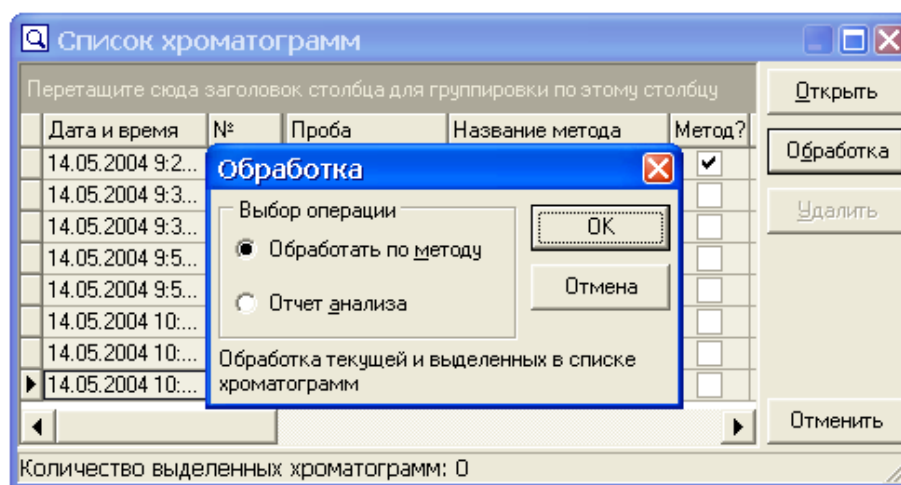 Список хроматограмм
Перетащите сюда заголовок столбца для группировки по этому столбцу
Дата и время № Проба Название метода Метод?
14.05.2004 9:2...
14.05.2004 9:3...
14.05.2004 9:3...
14.05.2004 9:5...
14.05.2004 9:5...
14.05.2004 10:...
14.05.2004 10:...
14.05.2004 10:...
Обработка
Выбор операции
Обработать по методу
Отчет анализа
OK
Отмена
Обработка текущей и выделенных в списке
хроматограмм
Открыть
Обработка
Удалить
Отменить
Количество выделенных хроматограмм: 0